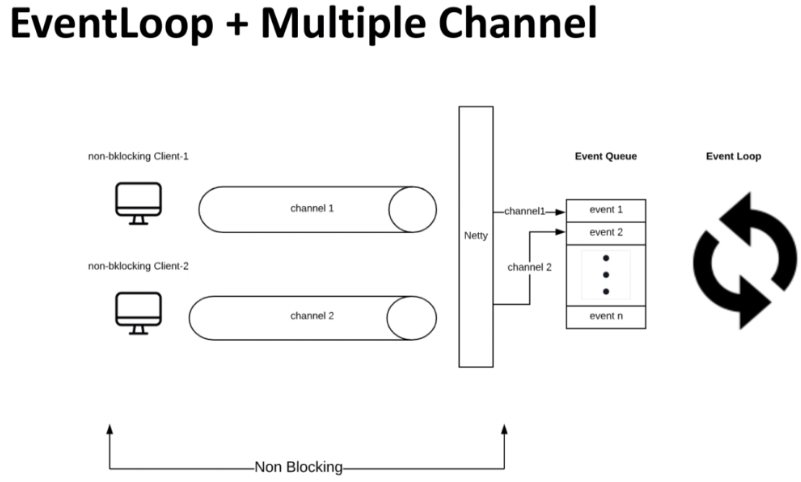 EventLoop + Multiple Channel
non-bklocking Client-1
Event Queue
Event Loop
channel 1
channel1
event 1
event 2
Netty
non-bklocking Client-2
channel 2
channel 2
event n
Non Blocking